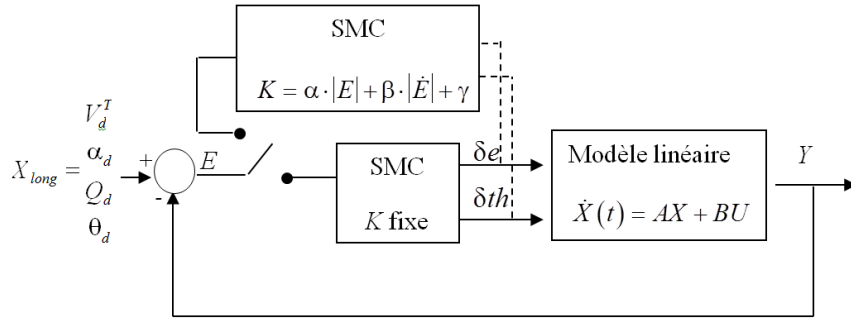 SMC
K = α·|E| + β·|Ė| + γ
V_d^T
α_d
X_long =
Q_d
θ_d
+
-
E
SMC
K fixe
δe
δth
Modèle linéaire
Ẋ(t) = AX + BU
Y